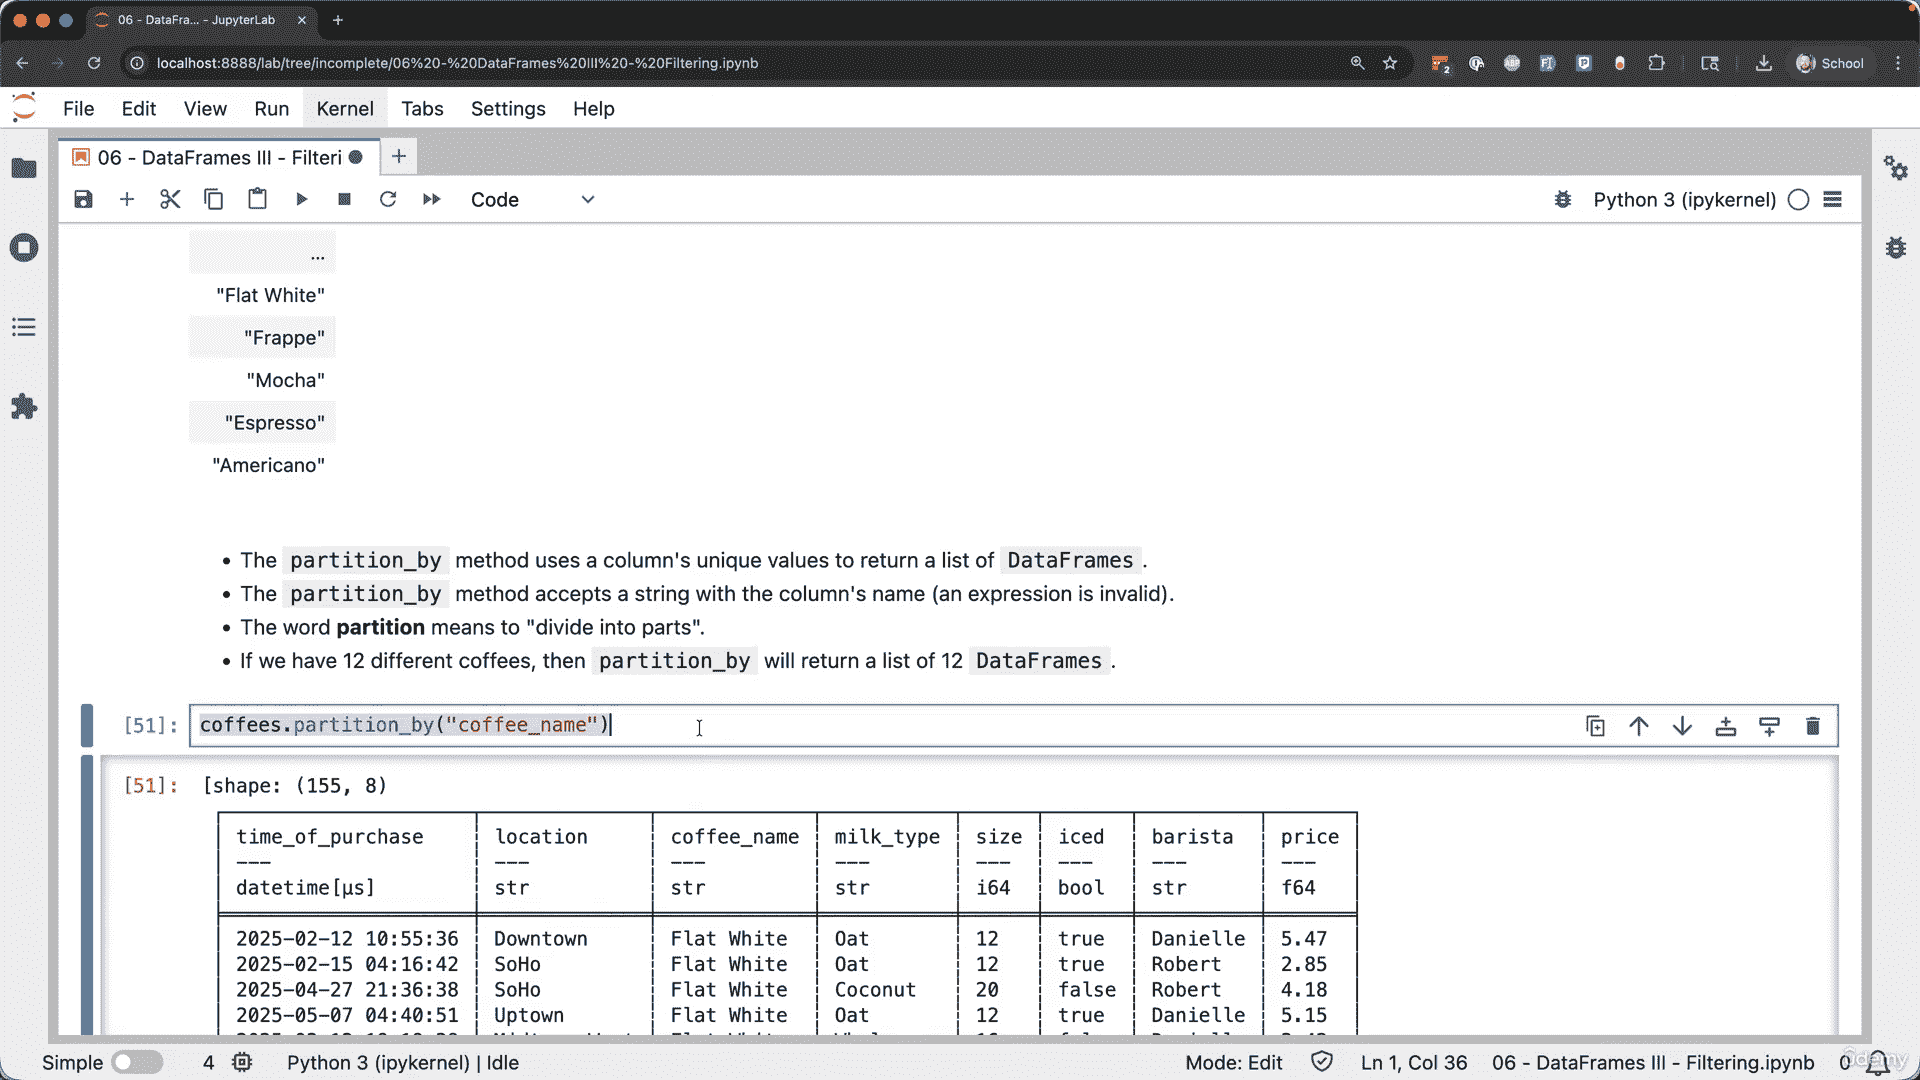 06 - DataFra... - JupyterLab
localhost:8888/lab/tree/incomplete/06%20-%20DataFrames%20III%20-%20Filtering.ipynb
2
ABP
School
File Edit View Run Kernel Tabs Settings Help
06 - DataFrames III - Filteri
Code
Python 3 (ipykernel)
...
"Flat White"
"Frappe"
"Mocha"
"Espresso"
"Americano"
• The partition_by method uses a column's unique values to return a list of DataFrames .
• The partition_by method accepts a string with the column's name (an expression is invalid).
• The word partition means to "divide into parts".
• If we have 12 different coffees, then partition_by will return a list of 12 DataFrames .
[51]: coffees.partition_by("coffee_name")
[51]: [shape: (155, 8)
time_of_purchase location coffee_name milk_type size iced barista price
--- --- --- --- --- --- --- ---
datetime[μs] str str str i64 bool str f64
2025-02-12 10:55:36 Downtown Flat White Oat 12 true Danielle 5.47
2025-02-15 04:16:42 SoHo Flat White Oat 12 true Robert 2.85
2025-04-27 21:36:38 SoHo Flat White Coconut 20 false Robert 4.18
2025-05-07 04:40:51 Uptown Flat White Oat 12 true Danielle 5.15
Simple 4 Python 3 (ipykernel) | Idle Mode: Edit Ln 1, Col 36 06 - DataFrames III - Filtering.ipynb 0
udemy